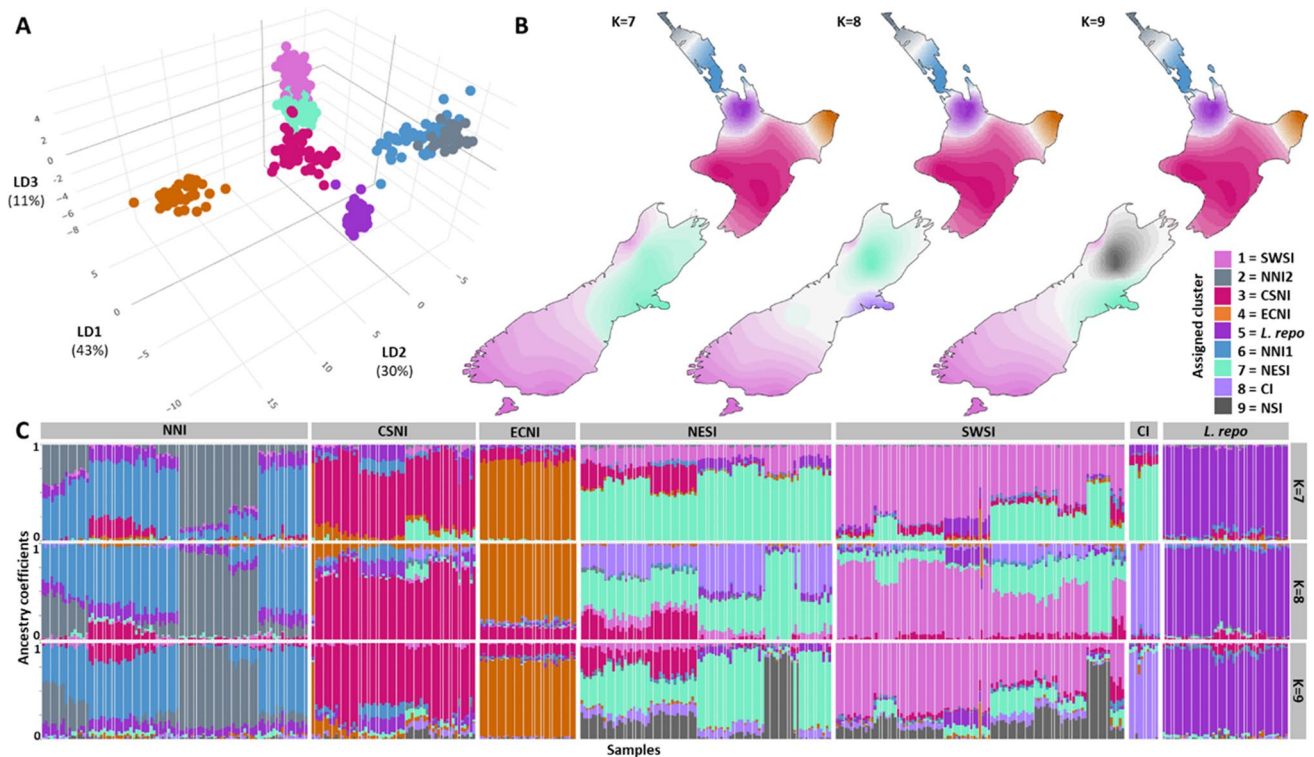 A
B
K=7
K=8
K=9
4
2
0
−2
−4
−6
−8
LD3
(11%)
5
0
−5
−10
LD1
(43%)
15
10
5
0
−5
LD2
(30%)
Assigned cluster
1 = SWSI
2 = NNI2
3 = CSNI
4 = ECNI
5 = L. repo
6 = NNI1
7 = NESI
8 = CI
9 = NSI
C
NNI
CSNI
ECNI
NESI
SWSI
CI
L. repo
Ancestry coefficients
1
0
K=7
1
0
K=8
1
0
K=9
Samples